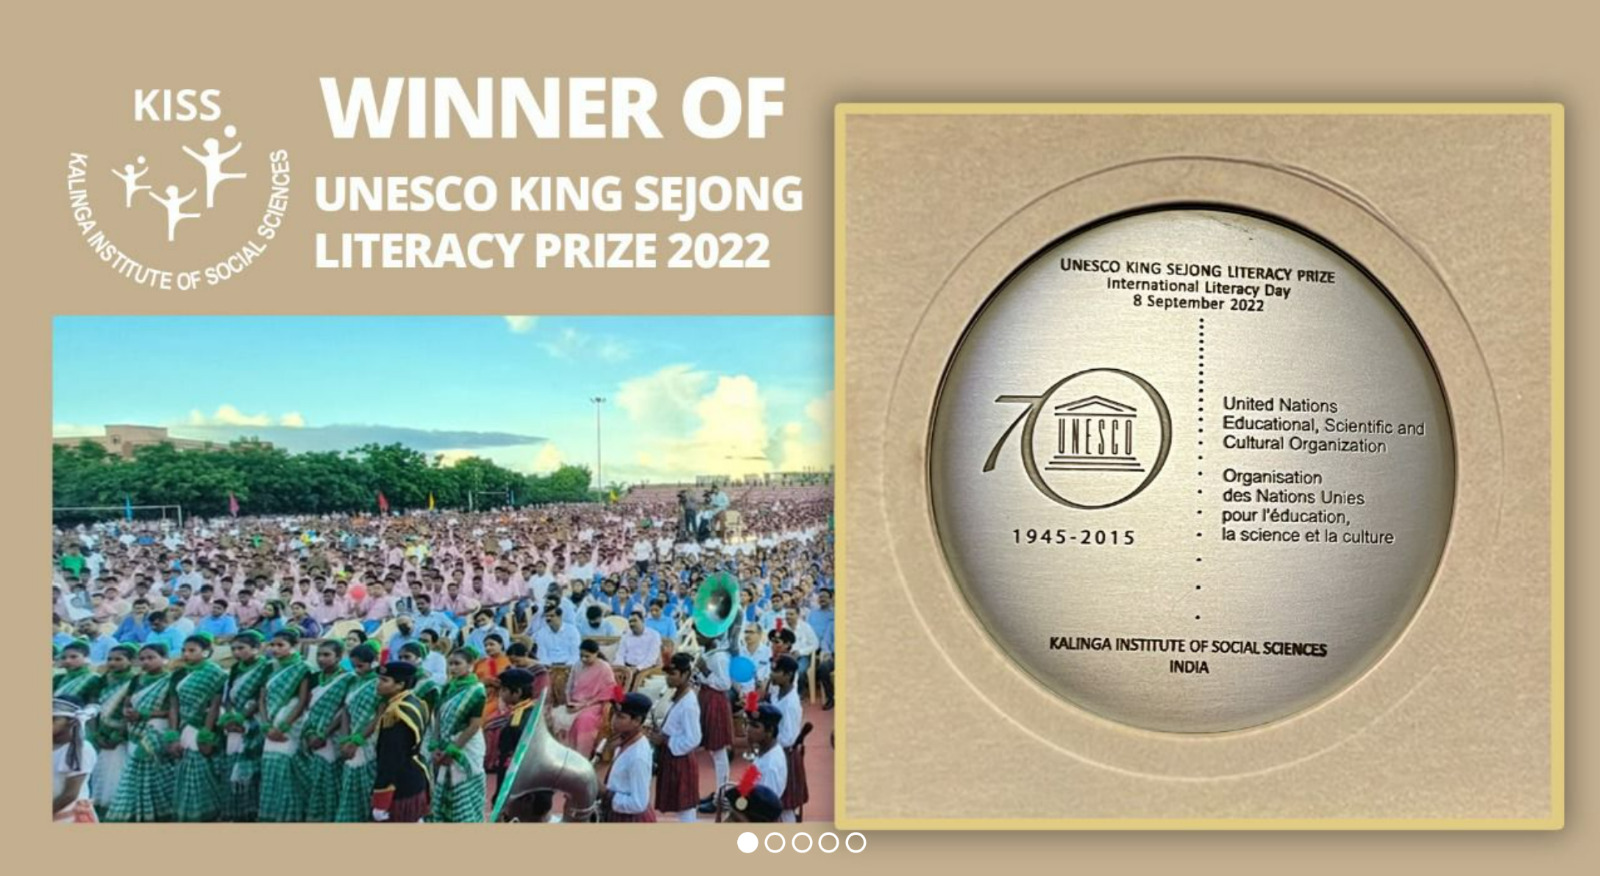 KISS
KALINGA INSTITUTE OF SOCIAL SCIENCES
WINNER OF
UNESCO KING SEJONG
LITERACY PRIZE 2022
UNESCO KING SEJONG LITERACY PRIZE
International Literacy Day
8 September 2022
70
UNESCO
1945-2015
United Nations
Educational, Scientific and
Cultural Organization
Organisation
des Nations Unies
pour l'éducation,
la science et la culture
KALINGA INSTITUTE OF SOCIAL SCIENCES
INDIA